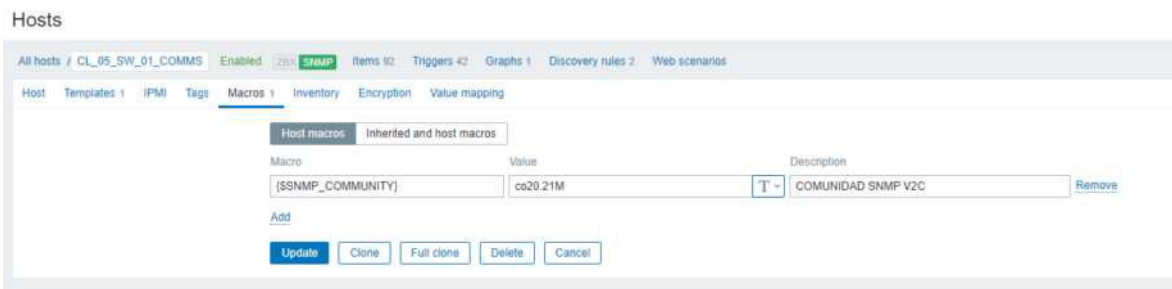 Hosts
All hosts / CL_05_SW_01_COMMS Enabled ZBX SNMP Items 92 Triggers 42 Graphs 1 Discovery rules 2 Web scenarios
Host Templates 1 IPMI Tags Macros 1 Inventory Encryption Value mapping
Host macros Inherited and host macros
Macro Value Description
{$SNMP_COMMUNITY} co20.21M T COMUNIDAD SNMP V2C Remove
Add
Update Clone Full clone Delete Cancel